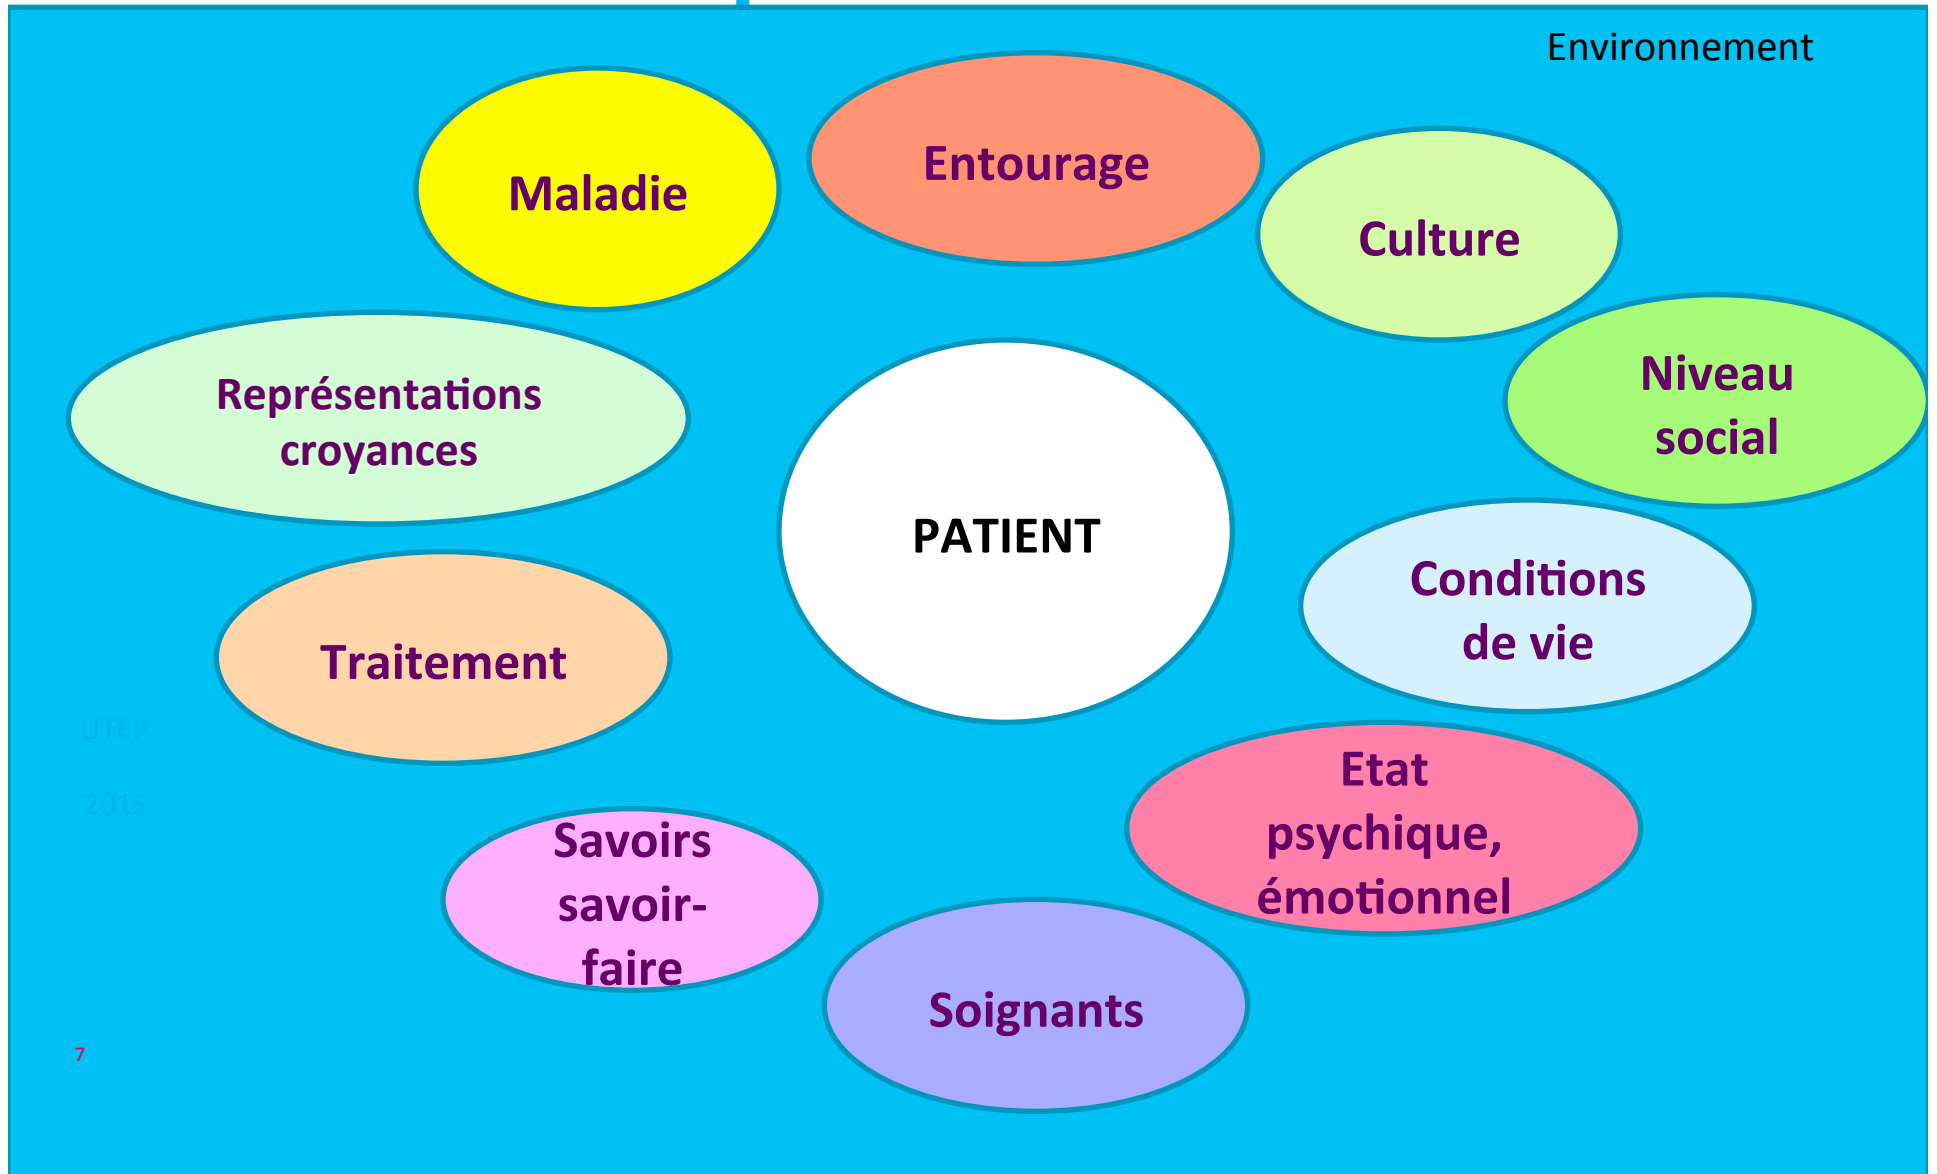 Environnement
Entourage
Maladie
Culture
Niveau
social
Représentations
croyances
PATIENT
Conditions
de vie
Traitement
UTEP
2015
Etat
psychique,
émotionnel
Savoirs
savoir-
faire
Soignants
7